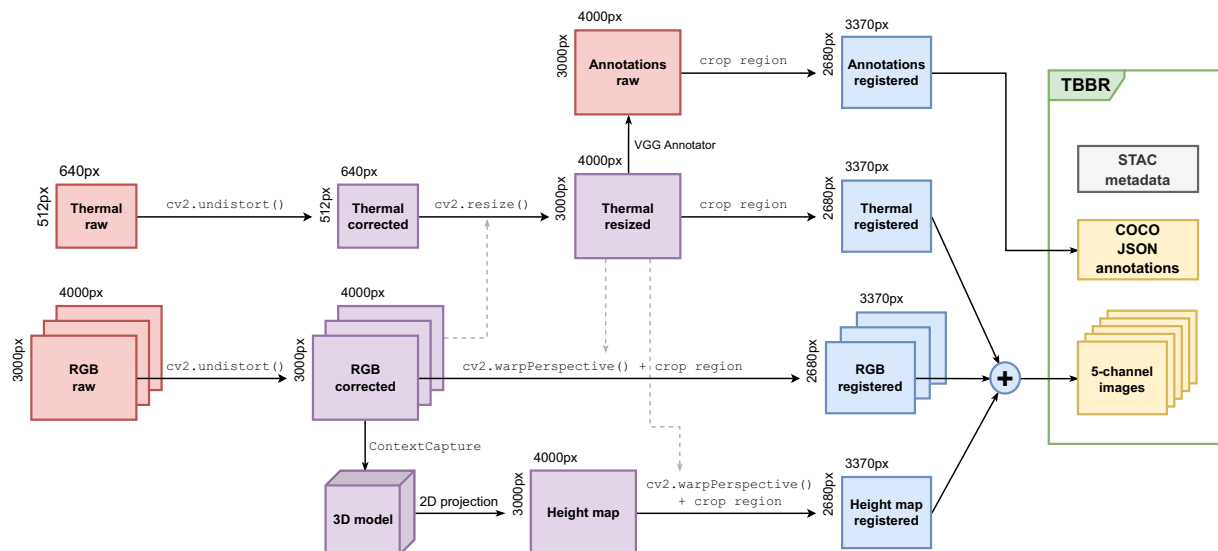 4000px
3000px
Annotations
raw
crop region
3370px
2680px
Annotations
registered
TBBR
STAC
metadata
COCO
JSON
annotations
5-channel
images
VGG Annotator
640px
512px
Thermal
raw
cv2.undistort()
640px
512px
Thermal
corrected
cv2.resize()
4000px
3000px
Thermal
resized
crop region
3370px
2680px
Thermal
registered
4000px
3000px
RGB
raw
cv2.undistort()
4000px
3000px
RGB
corrected
cv2.warpPerspective() + crop region
3370px
2680px
RGB
registered
+
ContextCapture
3D model
2D projection
4000px
3000px
Height map
cv2.warpPerspective()
+ crop region
3370px
2680px
Height map
registered